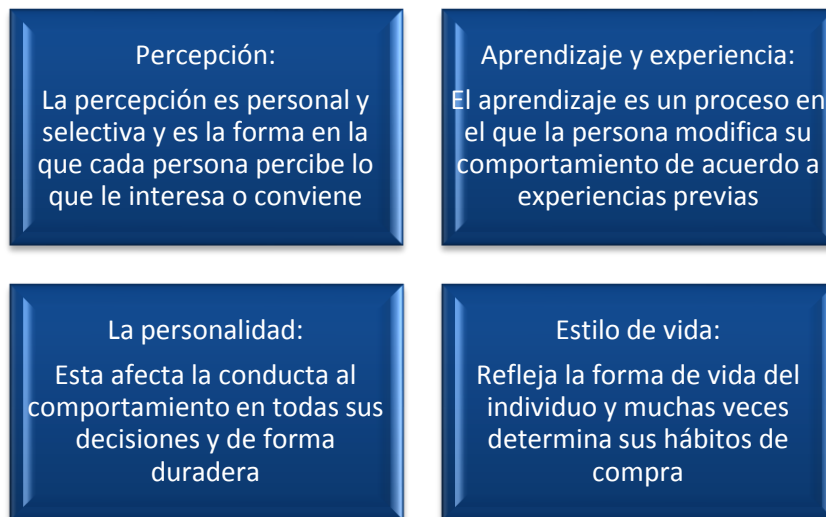 Percepción:
La percepción es personal y
selectiva y es la forma en la
que cada persona percibe lo
que le interesa o conviene
Aprendizaje y experiencia:
El aprendizaje es un proceso en
el que la persona modifica su
comportamiento de acuerdo a
experiencias previas
La personalidad:
Esta afecta la conducta al
comportamiento en todas sus
decisiones y de forma
duradera
Estilo de vida:
Refleja la forma de vida del
individuo y muchas veces
determina sus hábitos de
compra